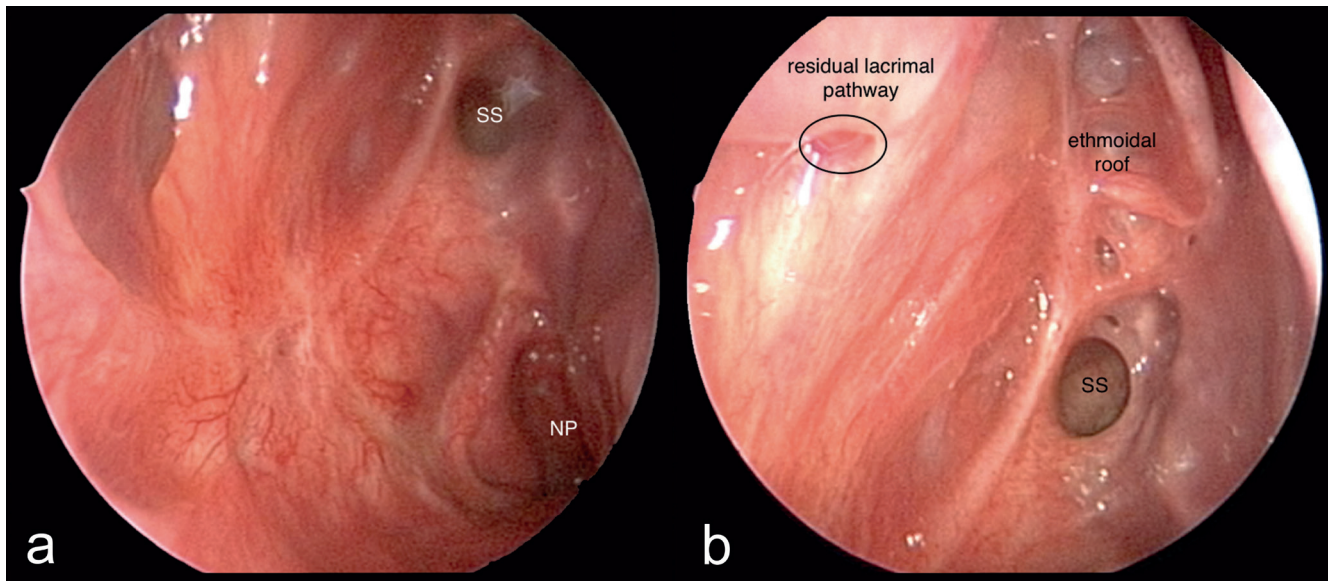 SS
NP
a
residual lacrimal
pathway
ethmoidal
roof
SS
b